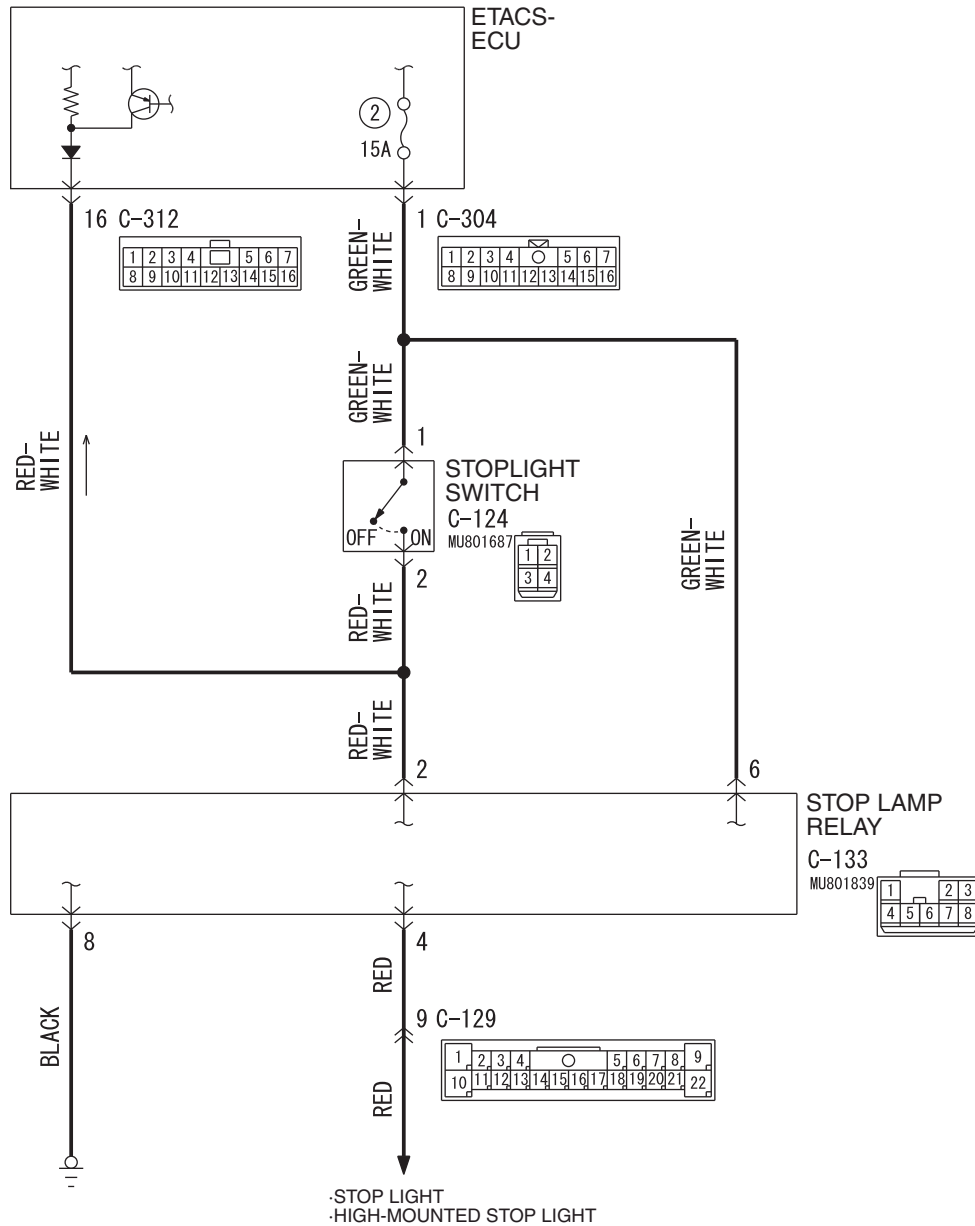 ETACS-
ECU
2
15A
16 C-312
1 2 3 4 5 6 7
8 9 10 11 12 13 14 15 16
1 C-304
1 2 3 4 5 6 7
8 9 10 11 12 13 14 15 16
GREEN-
WHITE
GREEN-
WHITE
RED-
WHITE
1
STOPLIGHT
SWITCH
C-124
MU801687
1 2
3 4
OFF ON
2
RED-
WHITE
GREEN-
WHITE
RED-
WHITE
2
6
STOP LAMP
RELAY
C-133
MU801839
1 2 3
4 5 6 7 8
8
4
BLACK
RED
9 C-129
1 2 3 4 5 6 7 8 9
10 11 12 13 14 15 16 17 18 19 20 21 22
RED
·STOP LIGHT
·HIGH-MOUNTED STOP LIGHT